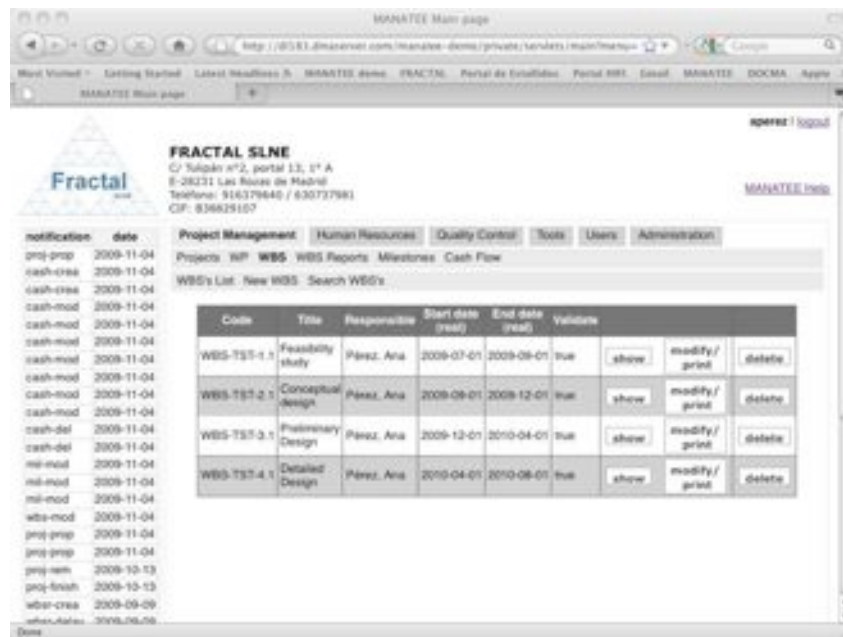 MANATEE Main page
Most Visited Getting Started Latest Headlines MANATEE demo FRACTAL Portal de Estudios Gmail MANATEE DOCMA Apple
MANATEE Main page
aperez | logout
Fractal
FRACTAL SLNE
C/ Tulipán nº2, portal 13, 1º A
E-28231 Las Rozas de Madrid
Teléfono: 916379640 / 630737981
CIF: B36629107
MANATEE Help
notification date
proj-prop 2009-11-04
cash-crea 2009-11-04
cash-crea 2009-11-04
cash-mod 2009-11-04
cash-mod 2009-11-04
cash-mod 2009-11-04
cash-mod 2009-11-04
cash-mod 2009-11-04
cash-mod 2009-11-04
cash-mod 2009-11-04
cash-del 2009-11-04
cash-del 2009-11-04
mil-mod 2009-11-04
mil-mod 2009-11-04
mil-mod 2009-11-04
wbs-mod 2009-11-04
proj-prop 2009-11-04
proj-prop 2009-11-04
proj-rem 2009-10-13
proj-finish 2009-10-13
wbsr-crea 2009-09-09
wbsr-delay 2009-09-09
Project Management Human Resources Quality Control Tools Users Administration
Projects WP WBS WBS Reports Milestones Cash Flow
WBS's List New WBS Search WBS's
Code Title Responsible Start date (real) End date (real) Validate
WBS-TST-1.1 Feasibility study Pérez, Ana 2009-07-01 2009-09-01 true show modify/ print delete
WBS-TST-2.1 Conceptual design Pérez, Ana 2009-09-01 2009-12-01 true show modify/ print delete
WBS-TST-3.1 Preliminary Design Pérez, Ana 2009-12-01 2010-04-01 true show modify/ print delete
WBS-TST-4.1 Detailed Design Pérez, Ana 2010-04-01 2010-08-01 true show modify/ print delete
Done